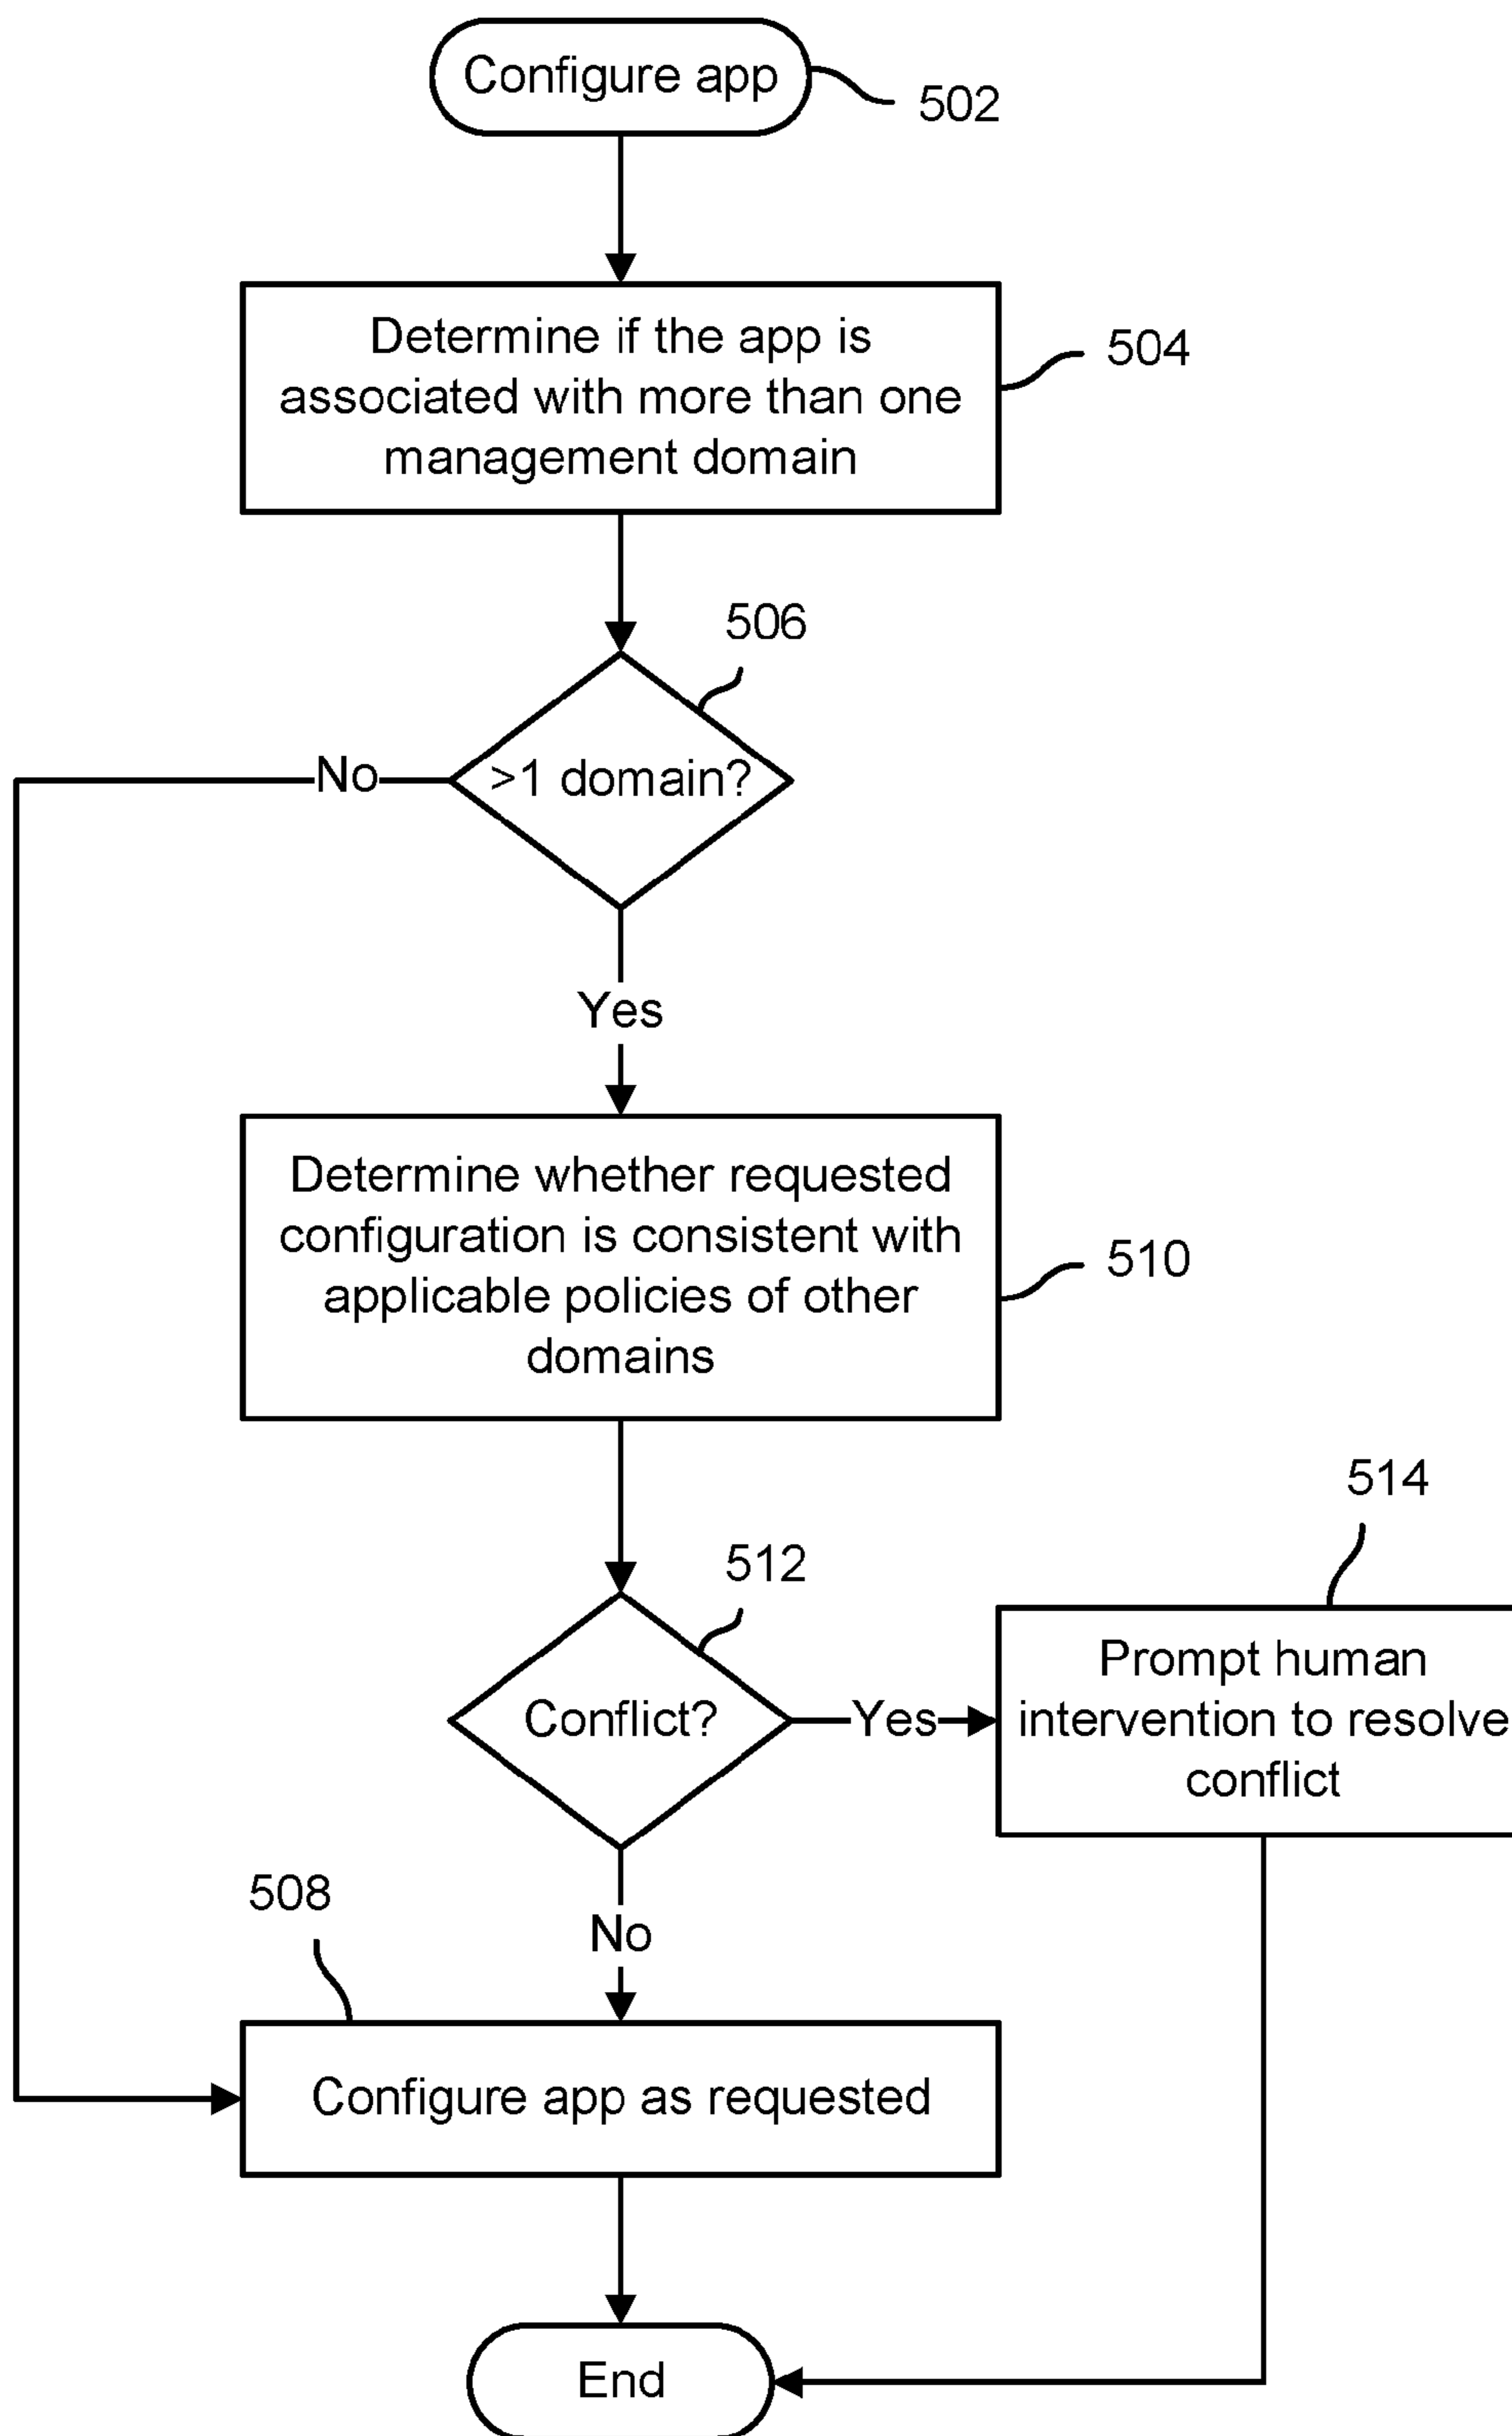 Configure app
502
Determine if the app is
associated with more than one
management domain
504
506
>1 domain?
No
Yes
Determine whether requested
configuration is consistent with
applicable policies of other
domains
510
512
Conflict?
Yes
514
Prompt human
intervention to resolve
conflict
No
508
Configure app as requested
End